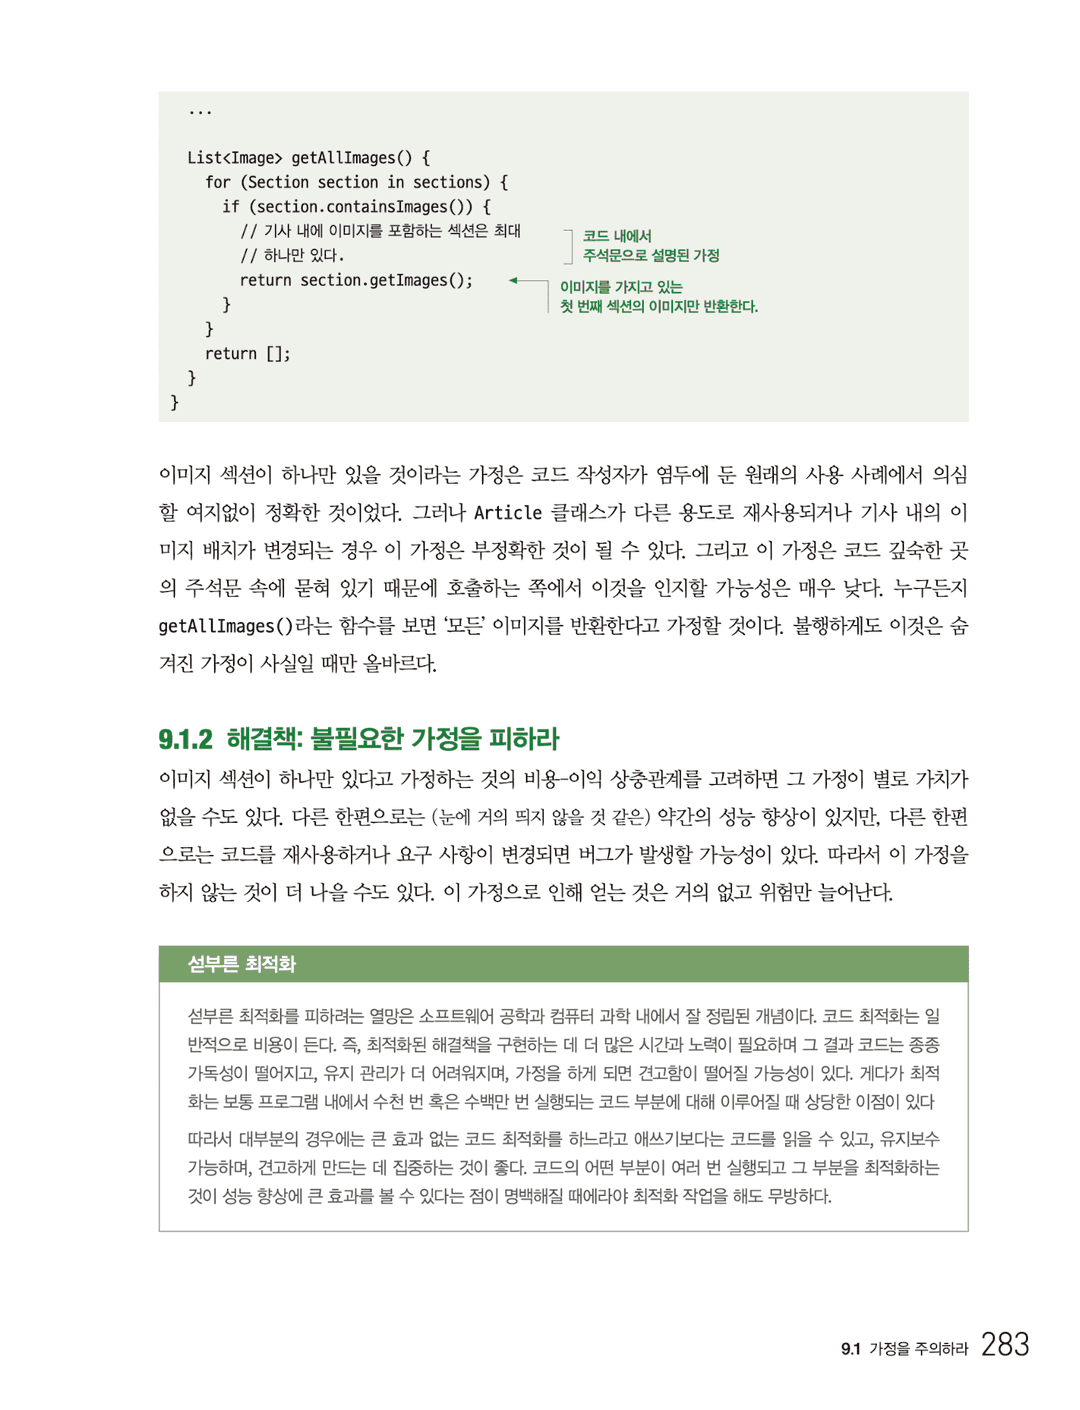 ...
List<Image> getAllImages() {
for (Section section in sections) {
if (section.containsImages()) {
// 기사 내에 이미지를 포함하는 섹션은 최대
// 하나만 있다.
코드 내에서
주석문으로 설명된 가정
return section.getImages();
이미지를 가지고 있는
첫 번째 섹션의 이미지만 반환한다.
}
}
return [];
}
}
이미지 섹션이 하나만 있을 것이라는 가정은 코드 작성자가 염두에 둔 원래의 사용 사례에서 의심
할 여지없이 정확한 것이었다. 그러나 Article 클래스가 다른 용도로 재사용되거나 기사 내의 이
미지 배치가 변경되는 경우 이 가정은 부정확한 것이 될 수 있다. 그리고 이 가정은 코드 깊숙한 곳
의 주석문 속에 묻혀 있기 때문에 호출하는 쪽에서 이것을 인지할 가능성은 매우 낮다. 누구든지
getAllImages()라는 함수를 보면 ‘모든’ 이미지를 반환한다고 가정할 것이다. 불행하게도 이것은 숨
겨진 가정이 사실일 때만 올바르다.
9.1.2 해결책: 불필요한 가정을 피하라
이미지 섹션이 하나만 있다고 가정하는 것의 비용-이익 상충관계를 고려하면 그 가정이 별로 가치가
없을 수도 있다. 다른 한편으로는 (눈에 거의 띄지 않을 것 같은) 약간의 성능 향상이 있지만, 다른 한편
으로는 코드를 재사용하거나 요구 사항이 변경되면 버그가 발생할 가능성이 있다. 따라서 이 가정을
하지 않는 것이 더 나을 수도 있다. 이 가정으로 인해 얻는 것은 거의 없고 위험만 늘어난다.
섣부른 최적화
섣부른 최적화를 피하려는 열망은 소프트웨어 공학과 컴퓨터 과학 내에서 잘 정립된 개념이다. 코드 최적화는 일
반적으로 비용이 든다. 즉, 최적화된 해결책을 구현하는 데 더 많은 시간과 노력이 필요하며 그 결과 코드는 종종
가독성이 떨어지고, 유지 관리가 더 어려워지며, 가정을 하게 되면 견고함이 떨어질 가능성이 있다. 게다가 최적
화는 보통 프로그램 내에서 수천 번 혹은 수백만 번 실행되는 코드 부분에 대해 이루어질 때 상당한 이점이 있다
따라서 대부분의 경우에는 큰 효과 없는 코드 최적화를 하느라고 애쓰기보다는 코드를 읽을 수 있고, 유지보수
가능하며, 견고하게 만드는 데 집중하는 것이 좋다. 코드의 어떤 부분이 여러 번 실행되고 그 부분을 최적화하는
것이 성능 향상에 큰 효과를 볼 수 있다는 점이 명백해질 때에라야 최적화 작업을 해도 무방하다.
9.1 가정을 주의하라 283